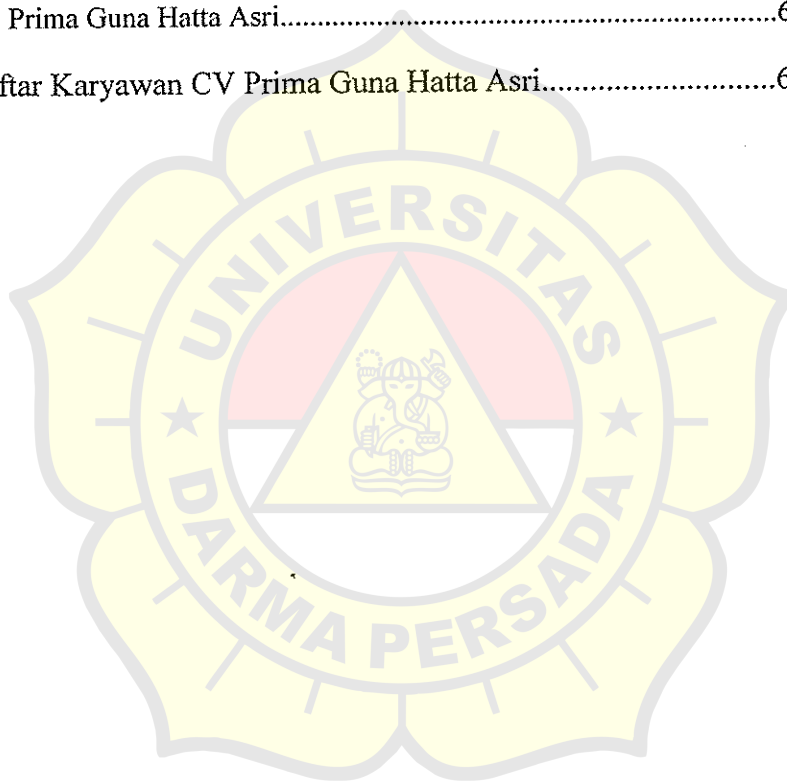 Prima Guna Hatta Asri............................................................6
ftar Karyawan CV Prima Guna Hatta Asri............................6
UNIVERSITAS
DARMA PERSADA